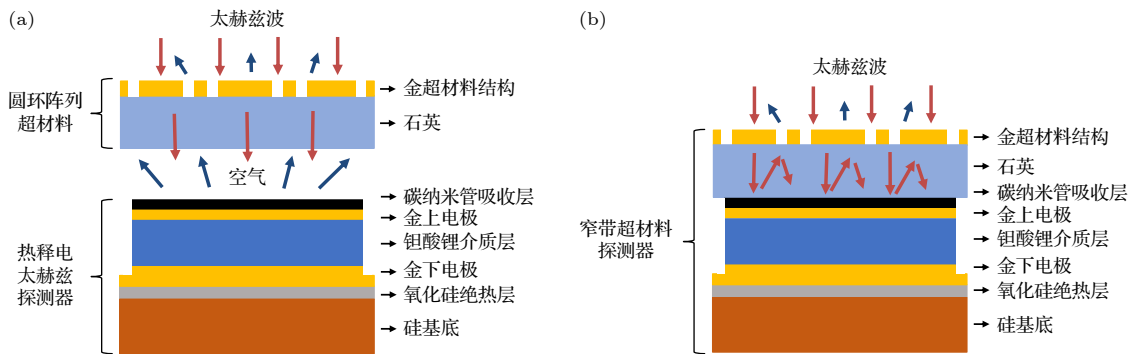 (a)
太赫兹波
金超材料结构
圆环阵列
超材料
石英
空气
碳纳米管吸收层
金上电极
钽酸锂介质层
热释电
太赫兹
探测器
金下电极
氧化硅绝热层
硅基底
(b)
太赫兹波
金超材料结构
石英
碳纳米管吸收层
金上电极
窄带超材料
探测器
钽酸锂介质层
金下电极
氧化硅绝热层
硅基底